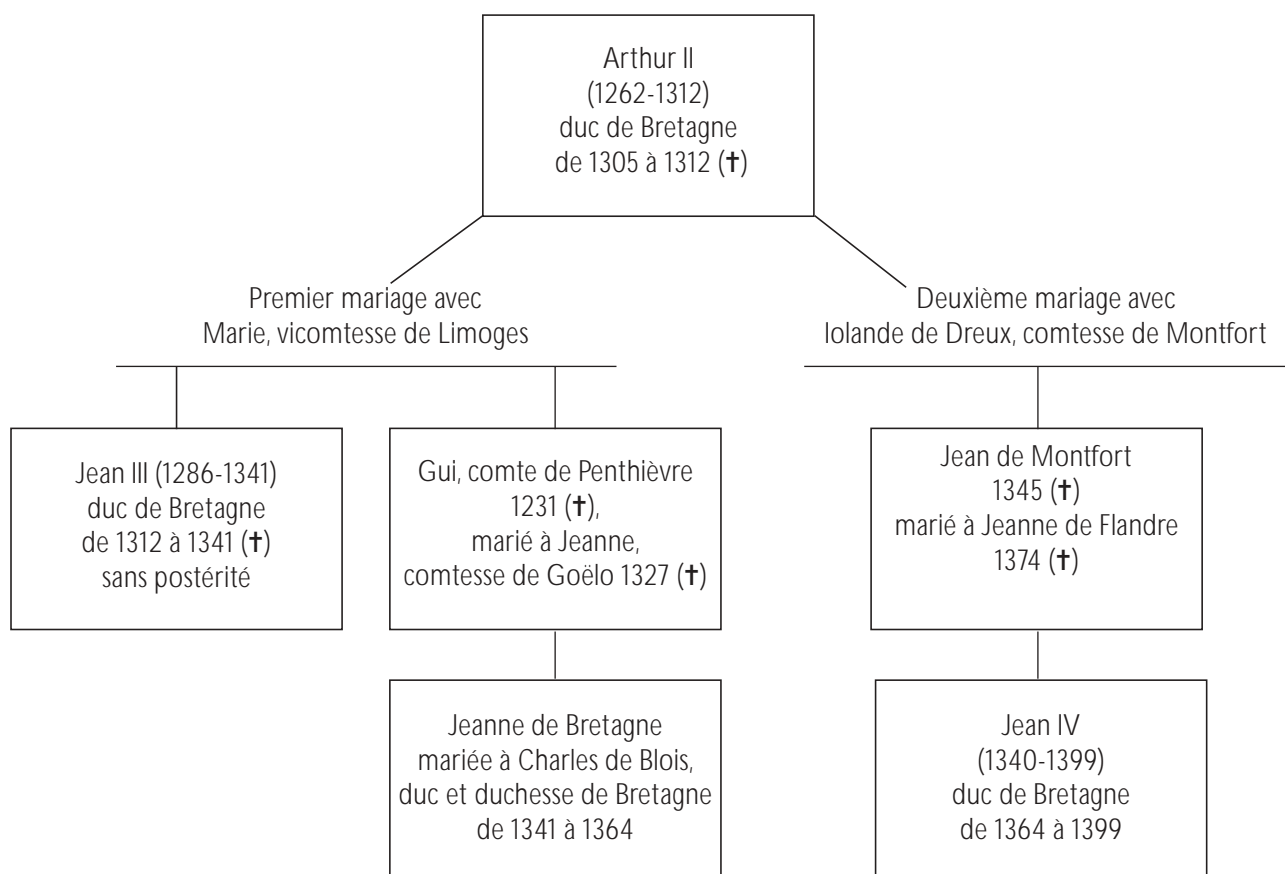 Arthur II
(1262-1312)
duc de Bretagne
de 1305 à 1312 (✝)
Premier mariage avec
Marie, vicomtesse de Limoges
Deuxième mariage avec
Iolande de Dreux, comtesse de Montfort
Jean III (1286-1341)
duc de Bretagne
de 1312 à 1341 (✝)
sans postérité
Gui, comte de Penthièvre
1231 (✝),
marié à Jeanne,
comtesse de Goëlo 1327 (✝)
Jean de Montfort
1345 (✝)
marié à Jeanne de Flandre
1374 (✝)
Jeanne de Bretagne
mariée à Charles de Blois,
duc et duchesse de Bretagne
de 1341 à 1364
Jean IV
(1340-1399)
duc de Bretagne
de 1364 à 1399